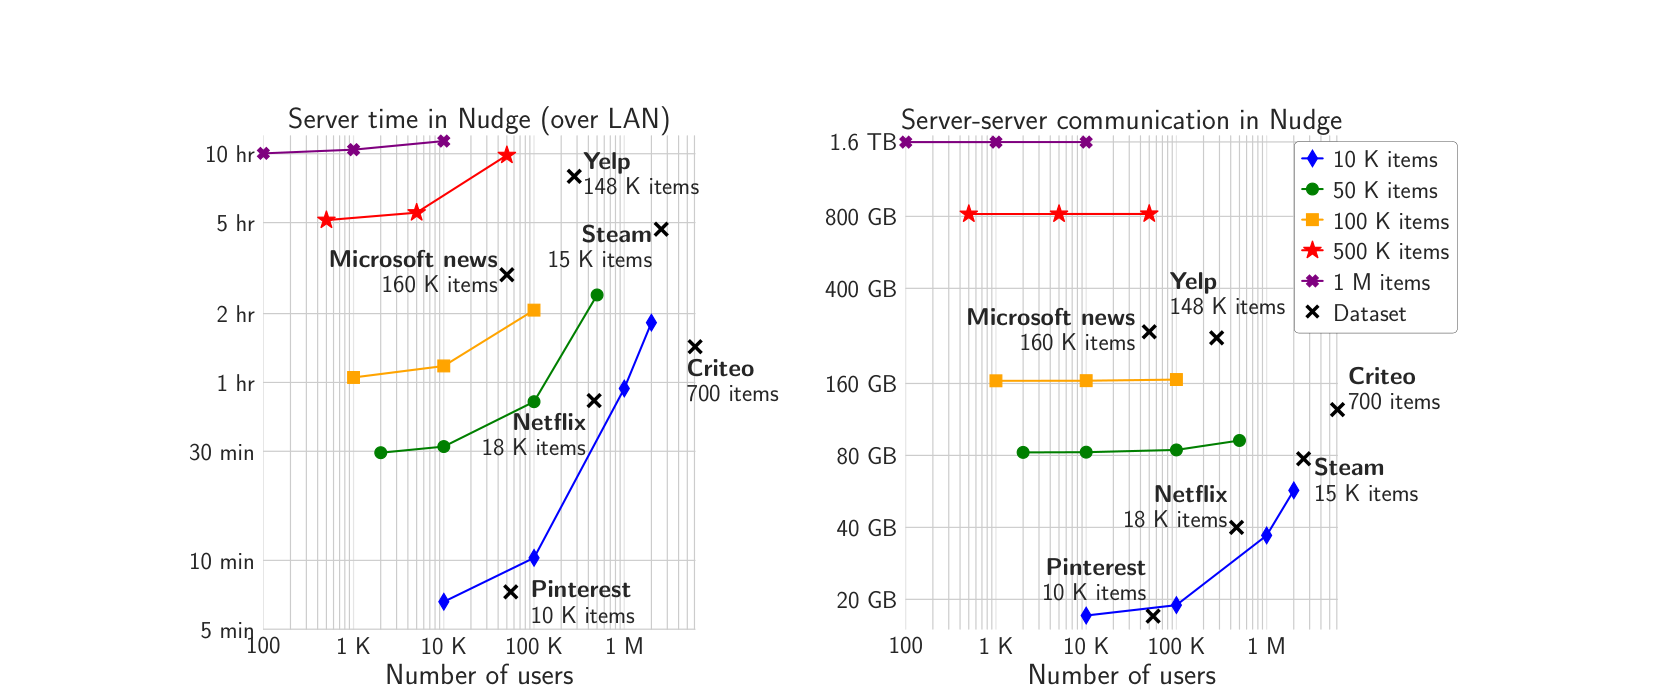 Server time in Nudge (over LAN)
10 hr
5 hr
2 hr
1 hr
30 min
10 min
5 min
Yelp
148 K items
Steam
15 K items
Microsoft news
160 K items
Criteo
700 items
Netflix
18 K items
Pinterest
10 K items
100
1 K
10 K
100 K
1 M
Number of users
Server-server communication in Nudge
1.6 TB
800 GB
400 GB
160 GB
80 GB
40 GB
20 GB
10 K items
50 K items
100 K items
500 K items
1 M items
Dataset
Yelp
148 K items
Microsoft news
160 K items
Criteo
700 items
Steam
15 K items
Netflix
18 K items
Pinterest
10 K items
100
1 K
10 K
100 K
1 M
Number of users